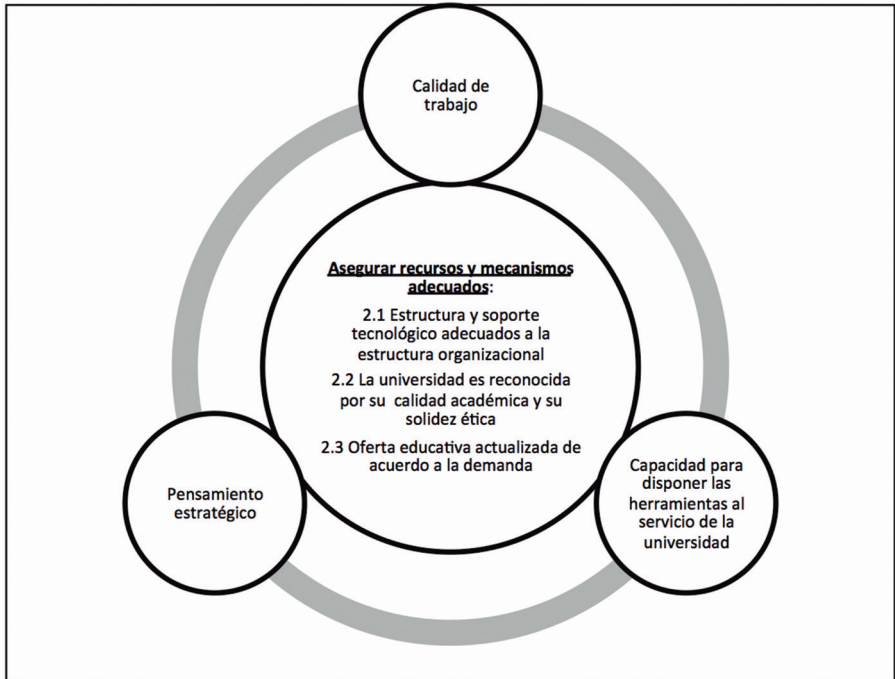 Calidad de
trabajo
Asegurar recursos y mecanismos
adecuados:
2.1 Estructura y soporte
tecnológico adecuados a la
estructura organizacional
2.2 La universidad es reconocida
por su calidad académica y su
solidez ética
2.3 Oferta educativa actualizada de
acuerdo a la demanda
Pensamiento
estratégico
Capacidad para
disponer las
herramientas al
servicio de la
universidad